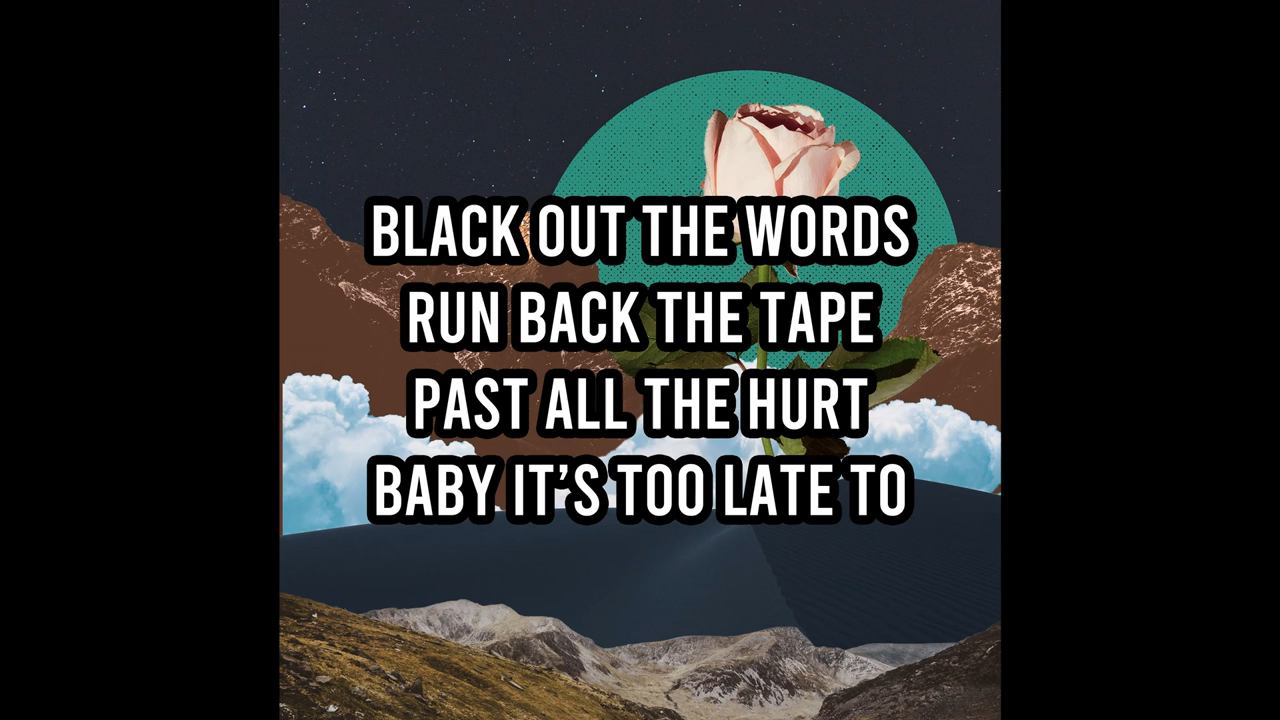 BLACK OUT THE WORDS
RUN BACK THE TAPE
PAST ALL THE HURT
BABY IT’S TOO LATE TO